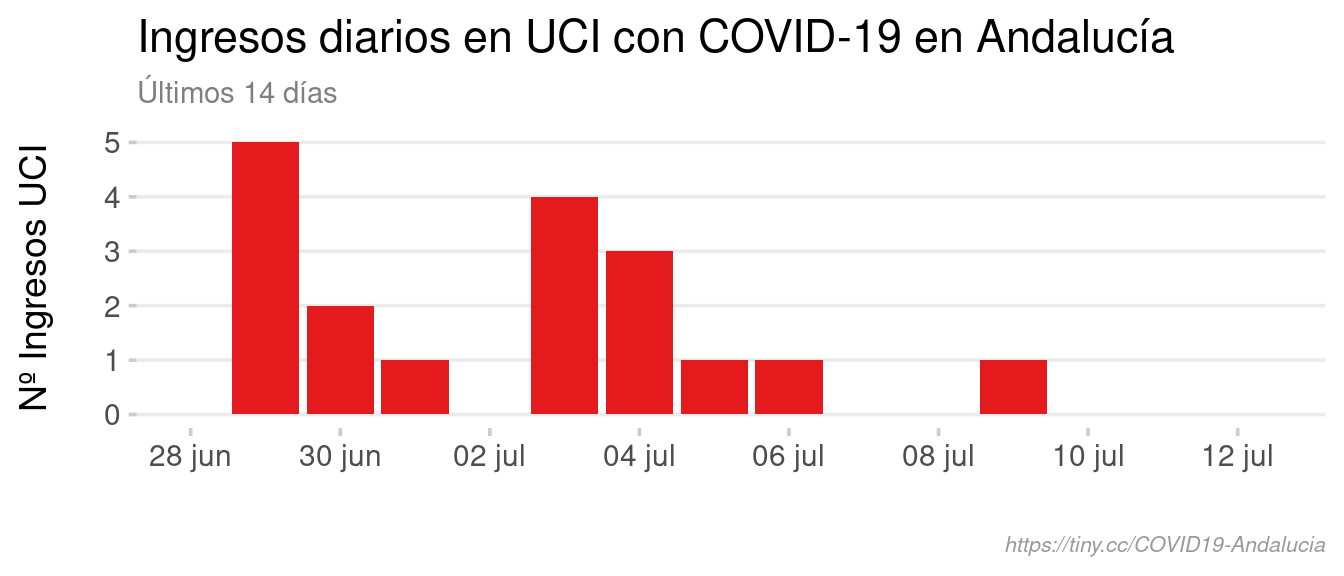 Ingresos diarios en UCI con COVID-19 en Andalucía
Últimos 14 días
Nº Ingresos UCI
5
4
3
2
1
0
28 jun 30 jun 02 jul 04 jul 06 jul 08 jul 10 jul 12 jul
https://tiny.cc/COVID19-Andalucia